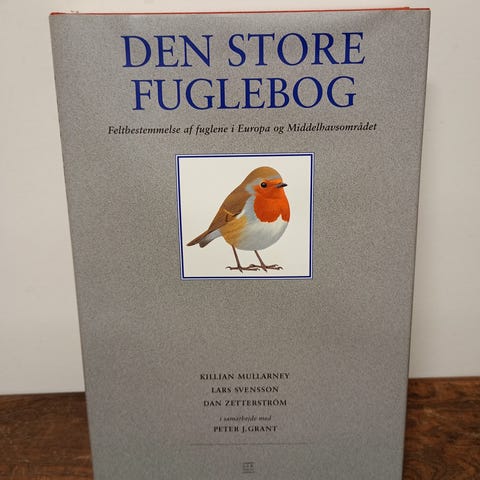 DEN STORE
FUGLEBOG
Feltbestemmelse af fuglene i Europa og Middelhavsområdet
KILLIAN MULLARNEY
LARS SVENSSON
DAN ZETTERSTRÖM
i samarbejde med
PETER J. GRANT